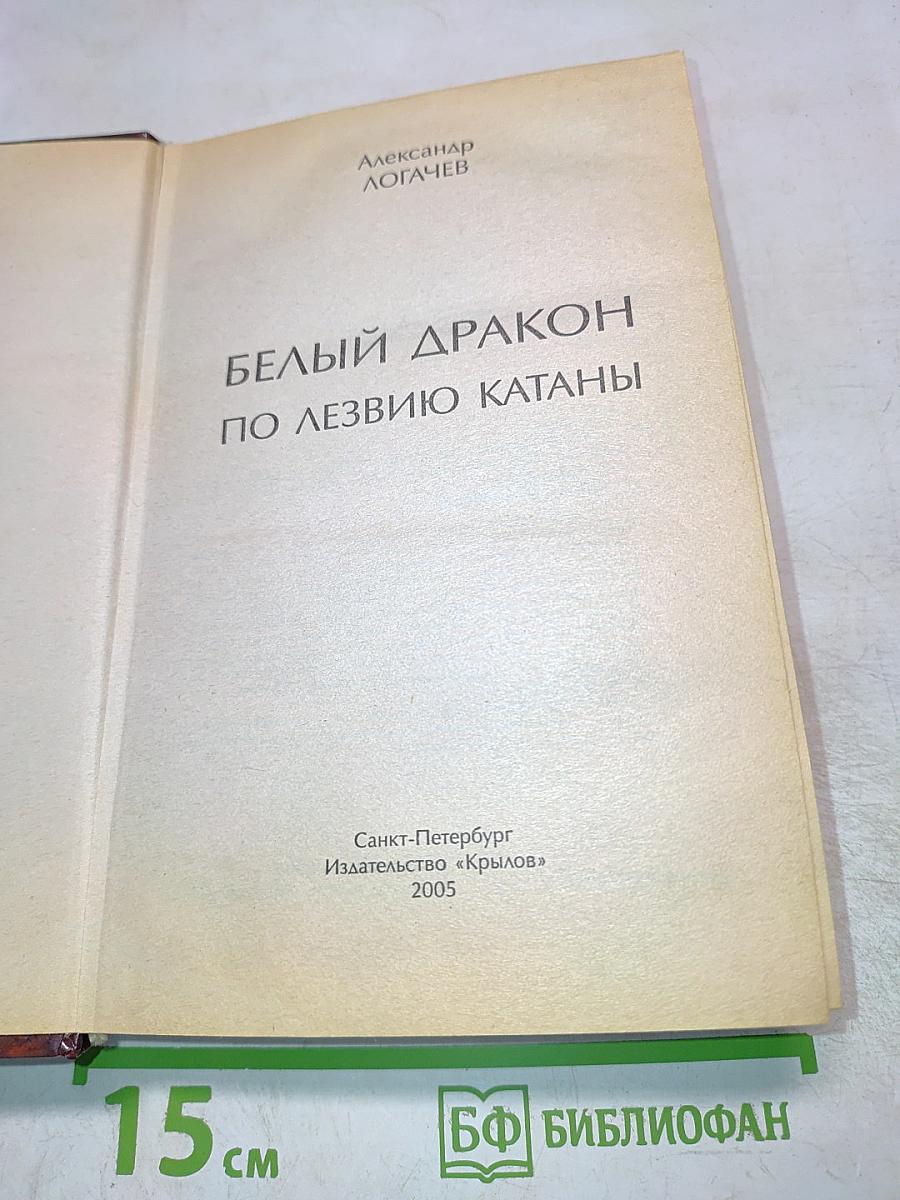 Александр
ЛОГАЧЕВ
БЕЛЫЙ ДРАКОН
ПО ЛЕЗВИЮ КАТАНЫ
Санкт-Петербург
Издательство «Крылов»
2005
15 см
БФ БИБЛИОФАН